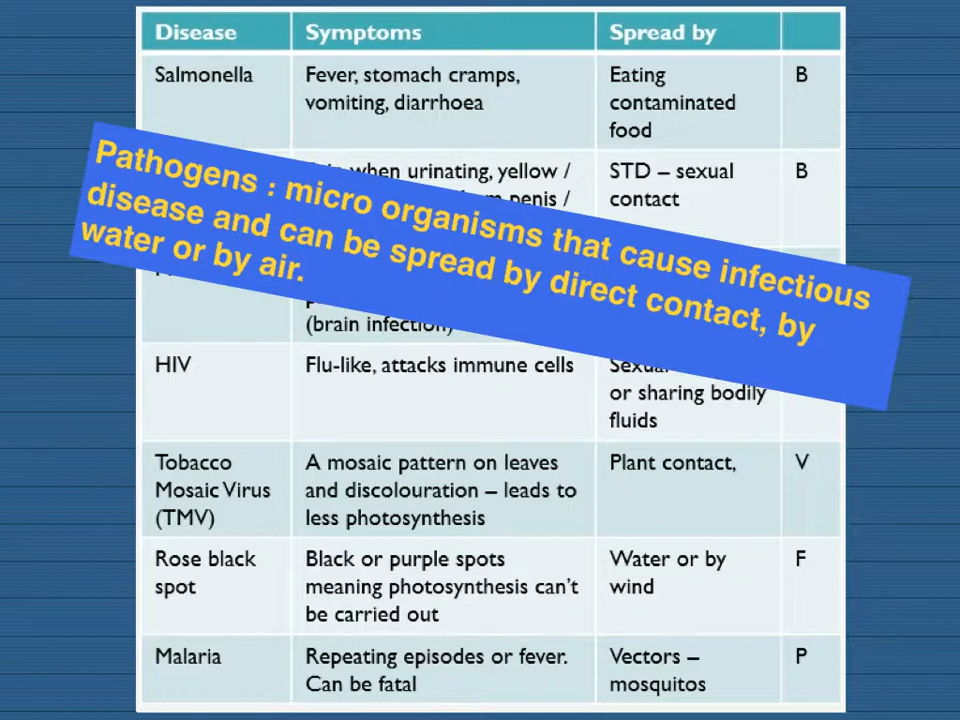 Disease Symptoms Spread by
Salmonella Fever, stomach cramps, Eating B
vomiting, diarrhoea contaminated
food
when urinating, yellow / STD – sexual B
penis / contact
Pathogens : micro organisms that cause infectious
disease and can be spread by direct contact, by
water or by air.
(brain infection)
HIV Flu-like, attacks immune cells Sexual
or sharing bodily
fluids
Tobacco A mosaic pattern on leaves Plant contact, V
Mosaic Virus and discolouration – leads to
(TMV) less photosynthesis
Rose black Black or purple spots Water or by F
spot meaning photosynthesis can't wind
be carried out
Malaria Repeating episodes or fever. Vectors – P
Can be fatal mosquitos